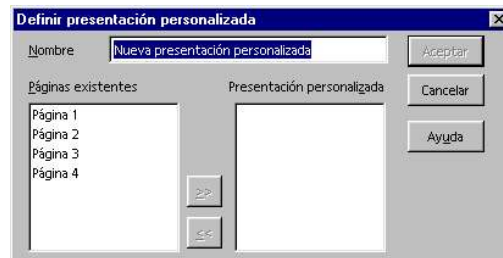 Definir presentación personalizada
Nombre
Nueva presentación personalizada
Aceptar
Páginas existentes
Presentación personalizada
Cancelar
Página 1
Página 2
Página 3
Página 4
Ayuda
>>
<<